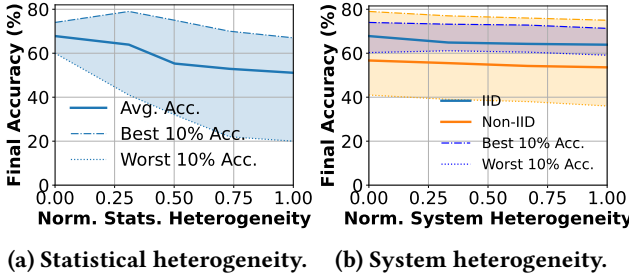 Final Accuracy (%)
80
60
40
20
0
Avg. Acc.
Best 10% Acc.
Worst 10% Acc.
0.00 0.25 0.50 0.75 1.00
Norm. Stats. Heterogeneity
(a) Statistical heterogeneity.
Final Accuracy (%)
80
60
40
20
0
IID
Non-IID
Best 10% Acc.
Worst 10% Acc.
0.00 0.25 0.50 0.75 1.00
Norm. System Heterogeneity
(b) System heterogeneity.